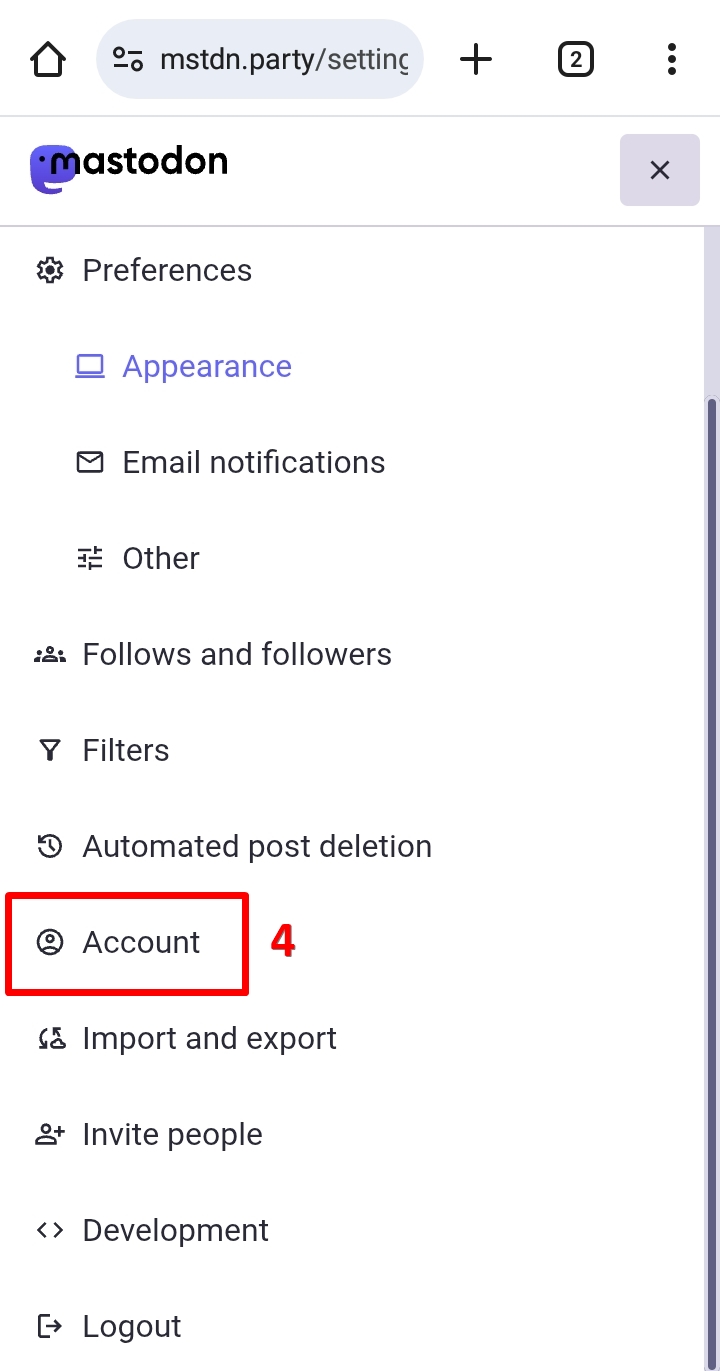 mstdn.party/setting
2
mastodon
Preferences
Appearance
Email notifications
Other
Follows and followers
Filters
Automated post deletion
Account 4
Import and export
Invite people
Development
Logout